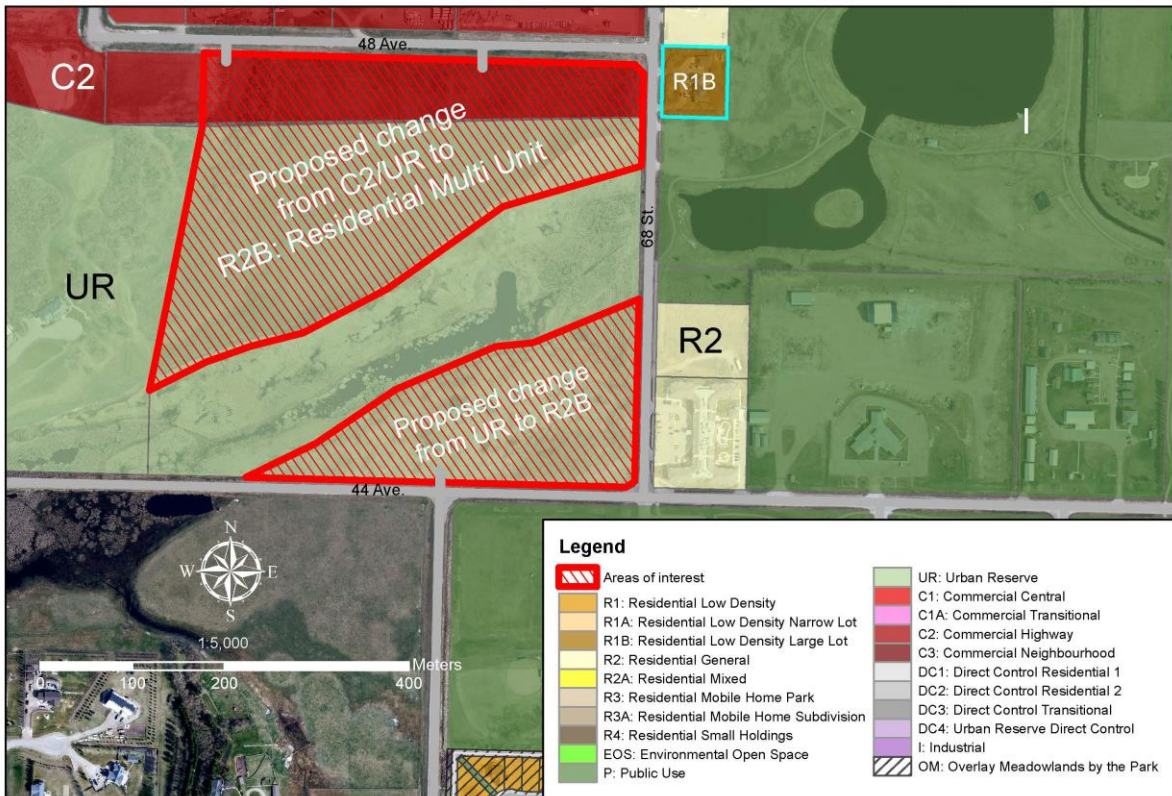 48 Ave.
C2
R1B
I
Proposed change
from C2/UR to
R2B: Residential Multi Unit
68 St.
UR
R2
Proposed change
from UR to R2B
44 Ave.
N
W E
S
1:5,000
Meters
0 100 200 400
Legend
Areas of interest
R1: Residential Low Density
R1A: Residential Low Density Narrow Lot
R1B: Residential Low Density Large Lot
R2: Residential General
R2A: Residential Mixed
R3: Residential Mobile Home Park
R3A: Residential Mobile Home Subdivision
R4: Residential Small Holdings
EOS: Environmental Open Space
P: Public Use
UR: Urban Reserve
C1: Commercial Central
C1A: Commercial Transitional
C2: Commercial Highway
C3: Commercial Neighbourhood
DC1: Direct Control Residential 1
DC2: Direct Control Residential 2
DC3: Direct Control Transitional
DC4: Urban Reserve Direct Control
I: Industrial
OM: Overlay Meadowlands by the Park